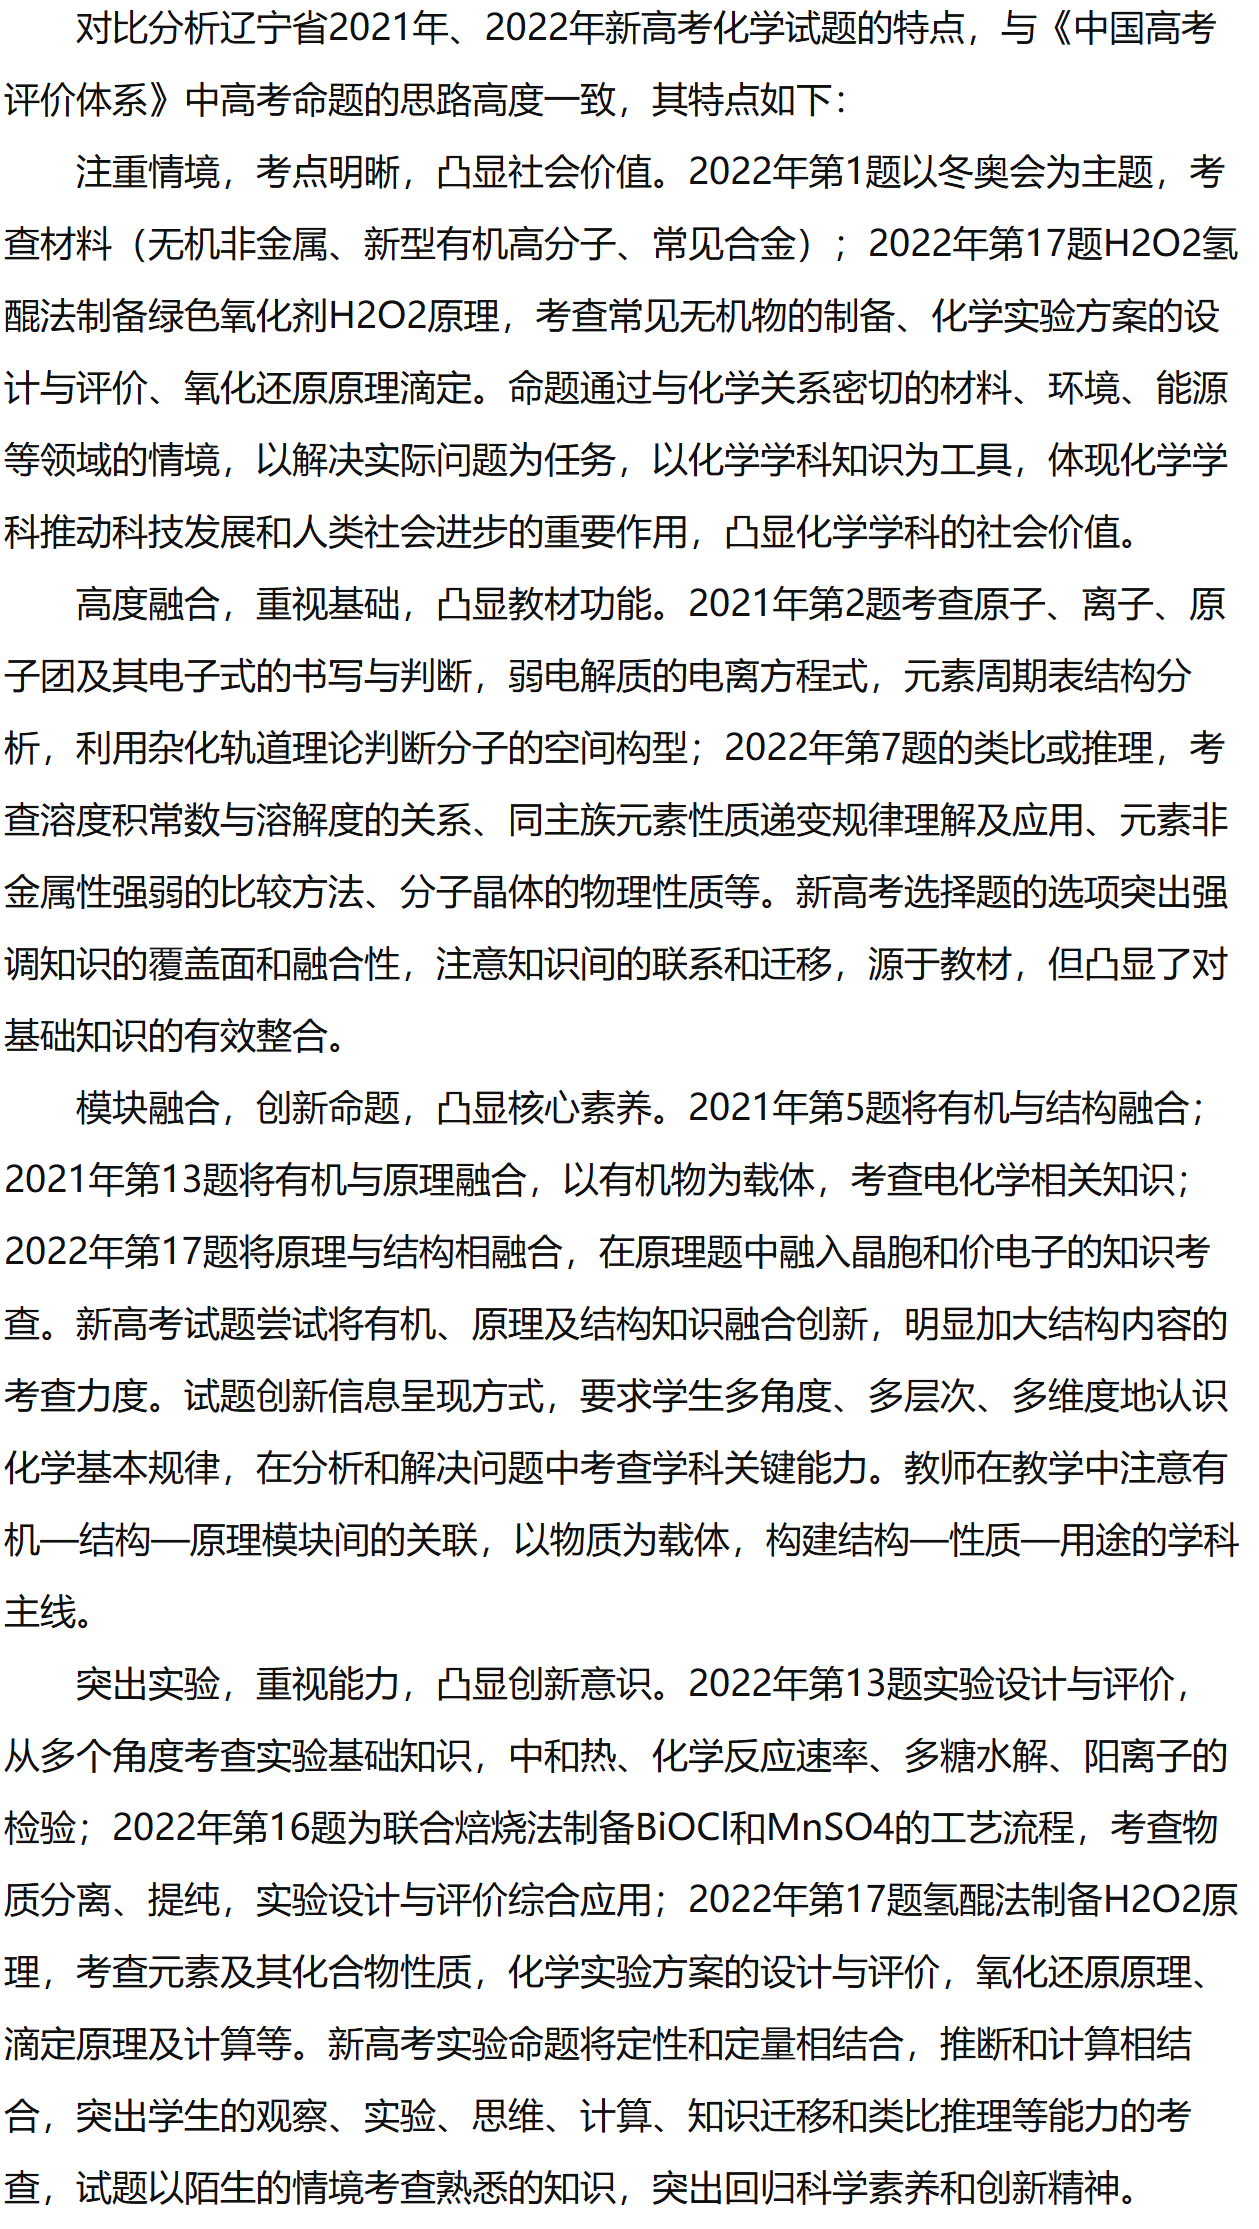 对比分析辽宁省2021年、2022年新高考化学试题的特点，与《中国高考
评价体系》中高考命题的思路高度一致，其特点如下：
注重情境，考点明晰，凸显社会价值。2022年第1题以冬奥会为主题，考
查材料（无机非金属、新型有机高分子、常见合金）；2022年第17题H2O2氢
醌法制备绿色氧化剂H2O2原理，考查常见无机物的制备、化学实验方案的设
计与评价、氧化还原原理滴定。命题通过与化学关系密切的材料、环境、能源
等领域的情境，以解决实际问题为任务，以化学学科知识为工具，体现化学学
科推动科技发展和人类社会进步的重要作用，凸显化学学科的社会价值。
高度融合，重视基础，凸显教材功能。2021年第2题考查原子、离子、原
子团及其电子式的书写与判断，弱电解质的电离方程式，元素周期表结构分
析，利用杂化轨道理论判断分子的空间构型；2022年第7题的类比或推理，考
查溶度积常数与溶解度的关系、同主族元素性质递变规律理解及应用、元素非
金属性强弱的比较方法、分子晶体的物理性质等。新高考选择题的选项突出强
调知识的覆盖面和融合性，注意知识间的联系和迁移，源于教材，但凸显了对
基础知识的有效整合。
模块融合，创新命题，凸显核心素养。2021年第5题将有机与结构融合；
2021年第13题将有机与原理融合，以有机物为载体，考查电化学相关知识；
2022年第17题将原理与结构相融合，在原理题中融入晶胞和价电子的知识考
查。新高考试题尝试将有机、原理及结构知识融合创新，明显加大结构内容的
考查力度。试题创新信息呈现方式，要求学生多角度、多层次、多维度地认识
化学基本规律，在分析和解决问题中考查学科关键能力。教师在教学中注意有
机—结构—原理模块间的关联，以物质为载体，构建结构—性质—用途的学科
主线。
突出实验，重视能力，凸显创新意识。2022年第13题实验设计与评价，
从多个角度考查实验基础知识，中和热、化学反应速率、多糖水解、阳离子的
检验；2022年第16题为联合焙烧法制备BiOCl和MnSO4的工艺流程，考查物
质分离、提纯，实验设计与评价综合应用；2022年第17题氢醌法制备H2O2原
理，考查元素及其化合物性质，化学实验方案的设计与评价，氧化还原原理、
滴定原理及计算等。新高考实验命题将定性和定量相结合，推断和计算相结
合，突出学生的观察、实验、思维、计算、知识迁移和类比推理等能力的考
查，试题以陌生的情境考查熟悉的知识，突出回归科学素养和创新精神。